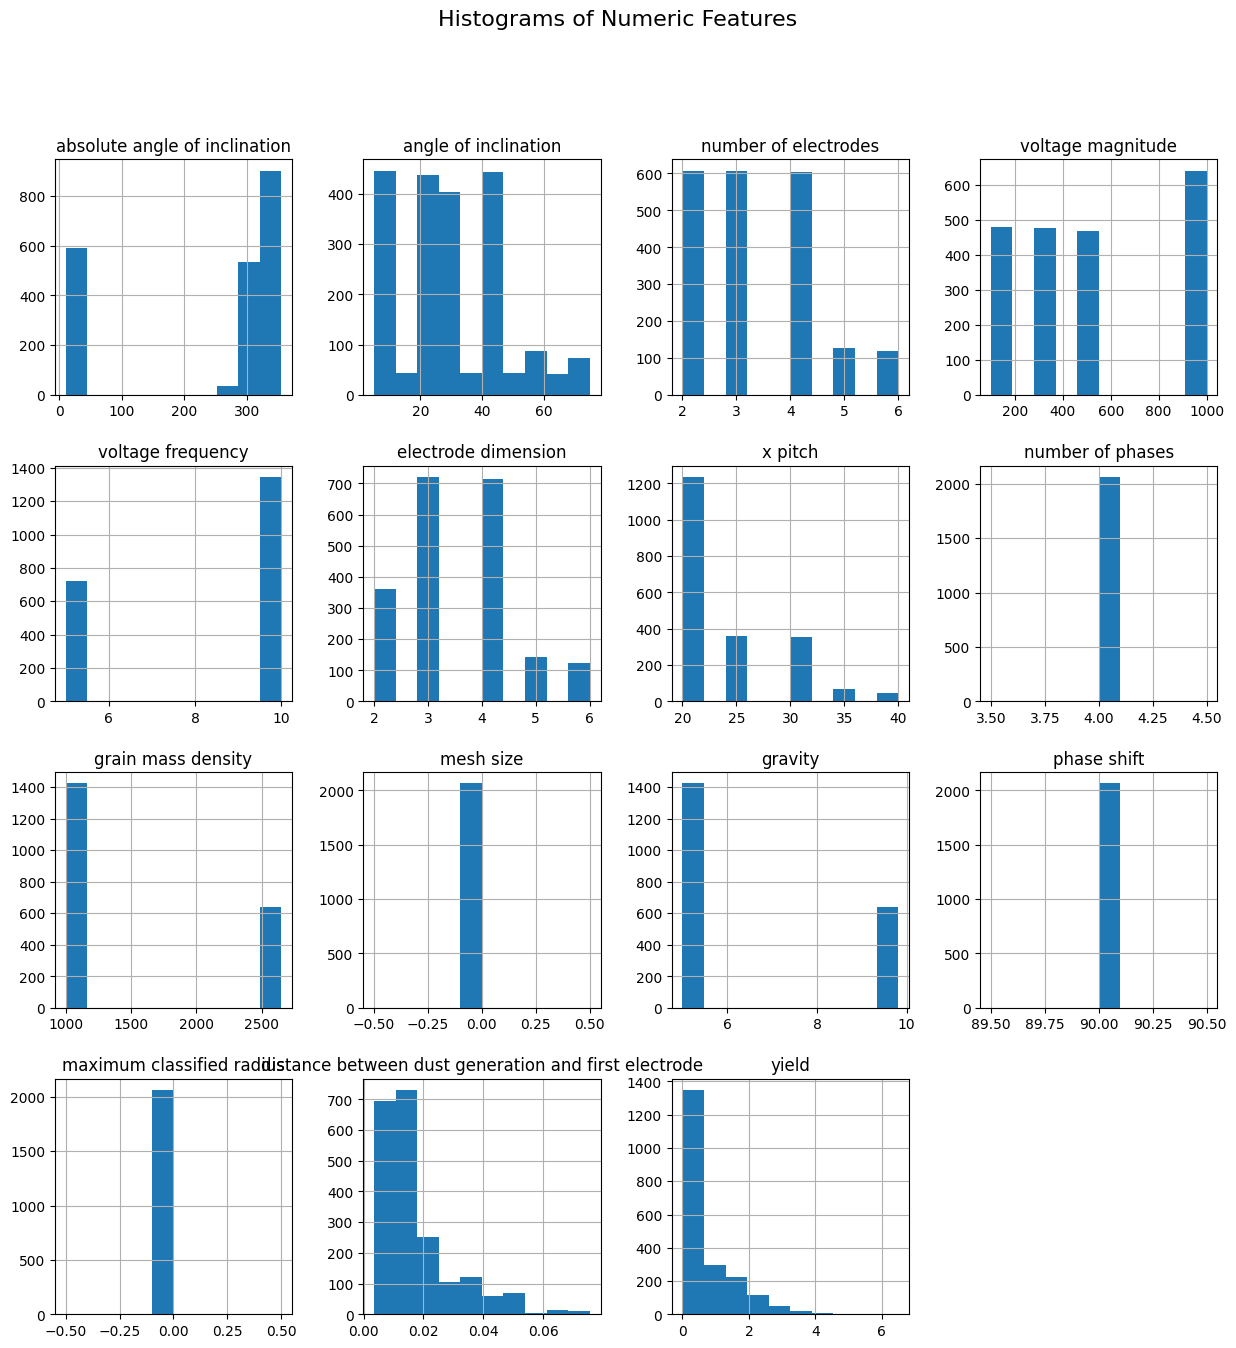 Histograms of Numeric Features
absolute angle of inclination
0 200 400 600 800
0 100 200 300
angle of inclination
0 100 200 300 400
20 40 60
number of electrodes
0 100 200 300 400 500 600
2 3 4 5 6
voltage magnitude
0 100 200 300 400 500 600
200 400 600 800 1000
voltage frequency
0 200 400 600 800 1000 1200 1400
6 8 10
electrode dimension
0 100 200 300 400 500 600 700
2 3 4 5 6
x pitch
0 200 400 600 800 1000 1200
20 25 30 35 40
number of phases
0 500 1000 1500 2000
3.50 3.75 4.00 4.25 4.50
grain mass density
0 200 400 600 800 1000 1200 1400
1000 1500 2000 2500
mesh size
0 500 1000 1500 2000
−0.50 −0.25 0.00 0.25 0.50
gravity
0 200 400 600 800 1000 1200 1400
6 8 10
phase shift
0 500 1000 1500 2000
89.50 89.75 90.00 90.25 90.50
maximum classified radius
0 500 1000 1500 2000
−0.50 −0.25 0.00 0.25 0.50
distance between dust generation and first electrode
0 100 200 300 400 500 600 700
0.00 0.02 0.04 0.06
yield
0 200 400 600 800 1000 1200 1400
0 2 4 6